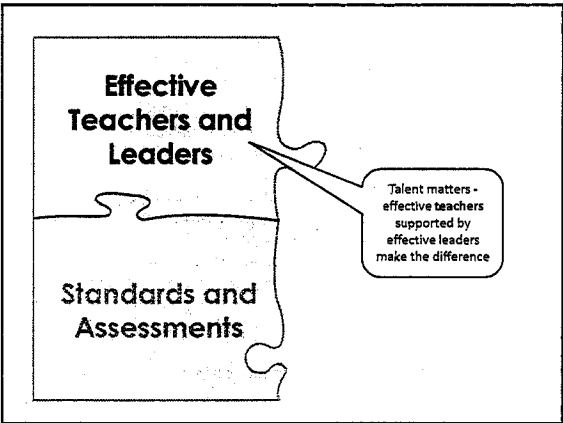 Effective
Teachers and
Leaders
Talent matters -
effective teachers
supported by
effective leaders
make the difference
Standards and
Assessments